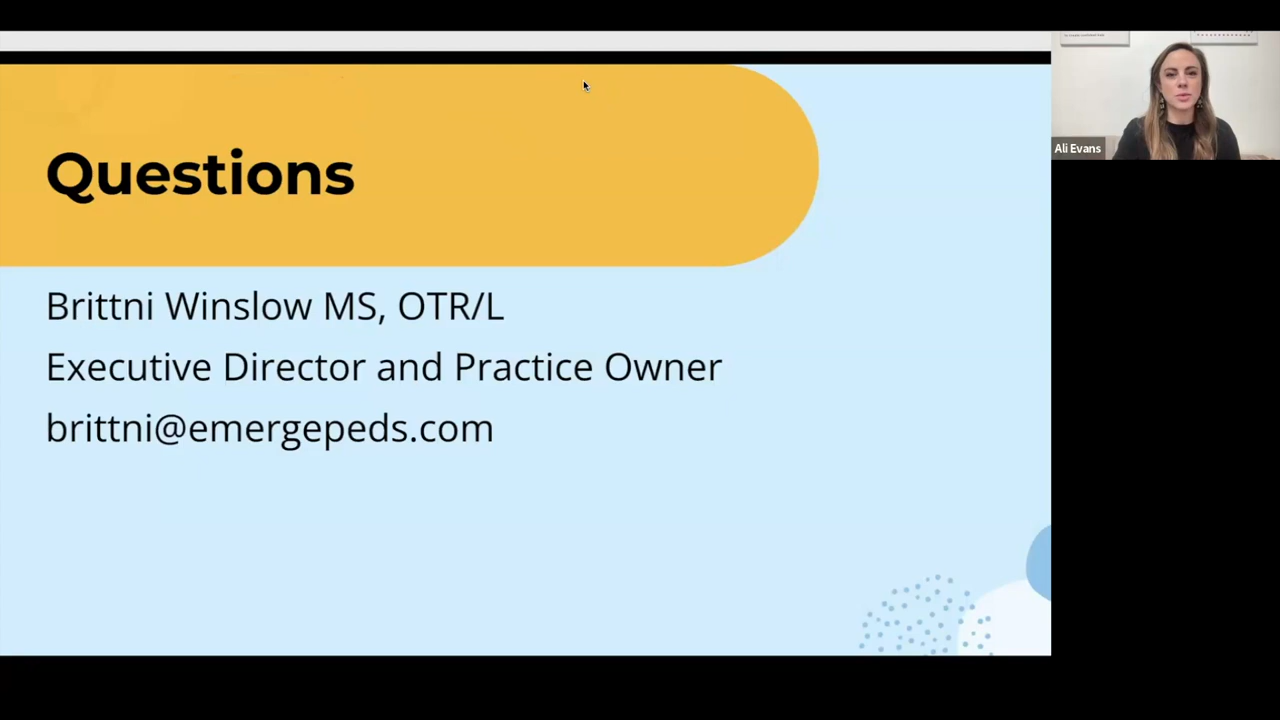 Questions
Brittni Winslow MS, OTR/L
Executive Director and Practice Owner
brittni@emergepeds.com
Ali Evans